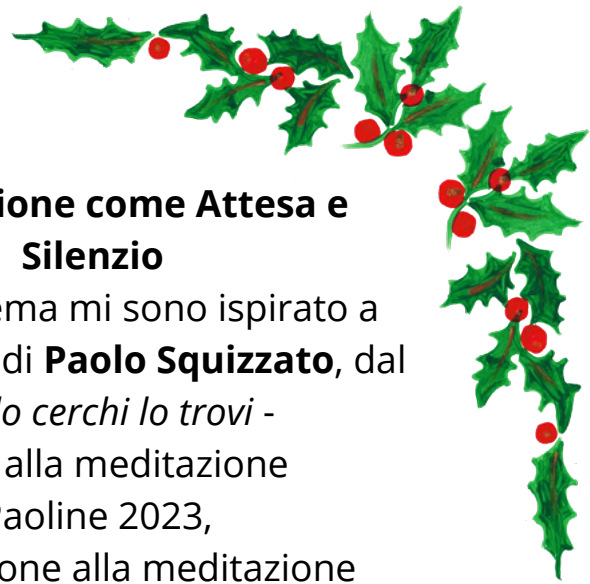 ione come Attesa e
Silenzio
ema mi sono ispirato a
di Paolo Squizzato, dal
lo cerchi lo trovi -
alla meditazione
Paoline 2023,
one alla meditazione